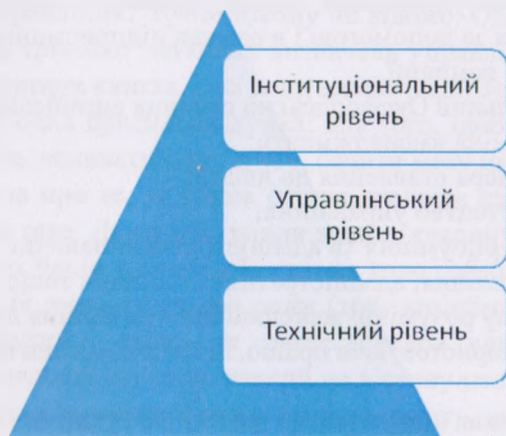 Інституціональний
рівень
Управлінський
рівень
Технічний рівень